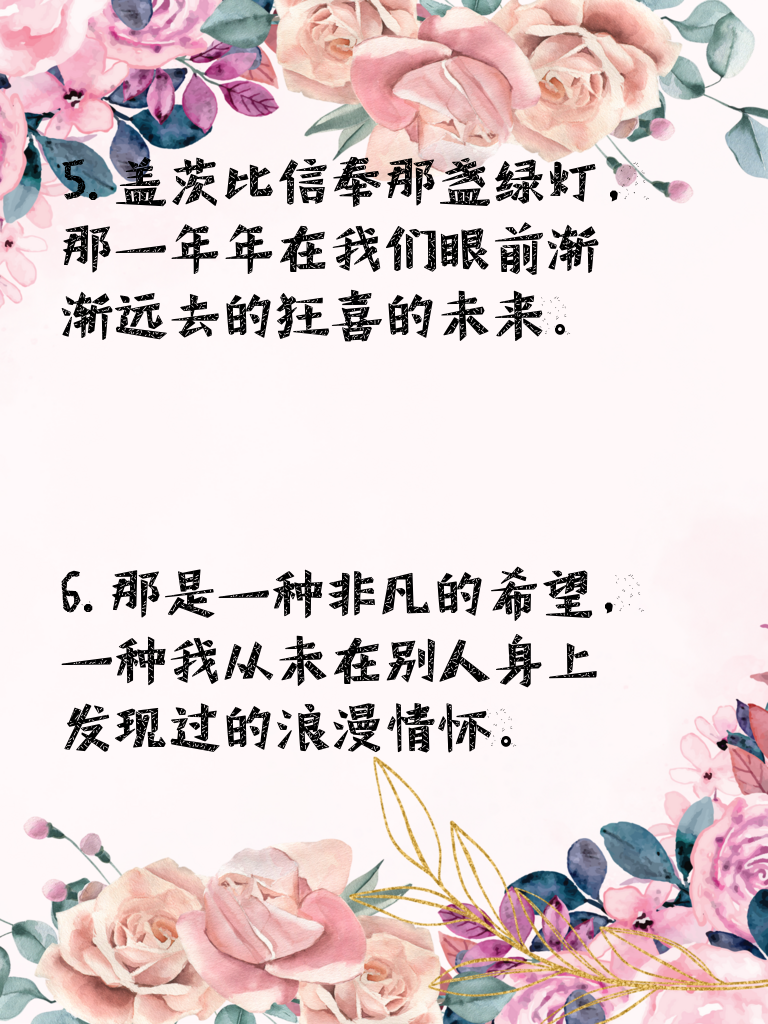 5. 盖茨比信奉那盏绿灯，
那一年年在我们眼前渐
渐远去的狂喜的未来。
6. 那是一种非凡的希望，
一种我从未在别人身上
发现过的浪漫情怀。